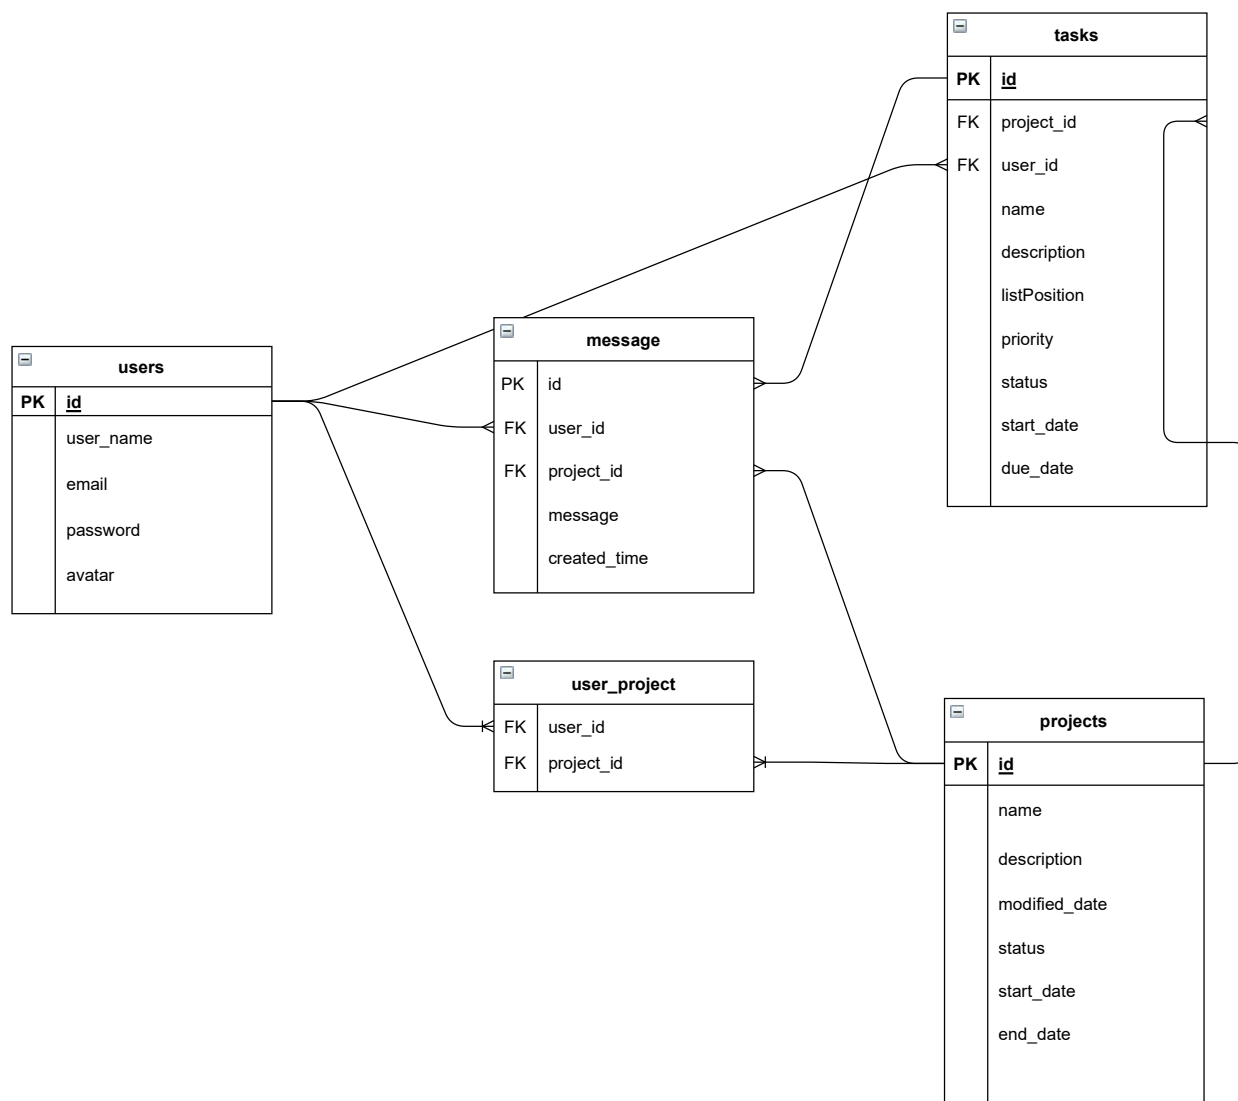 tasks
PK id
FK project_id
FK user_id
name
description
listPosition
priority
status
start_date
due_date
message
PK id
FK user_id
FK project_id
message
created_time
users
PK id
user_name
email
password
avatar
user_project
FK user_id
FK project_id
projects
PK id
name
description
modified_date
status
start_date
end_date